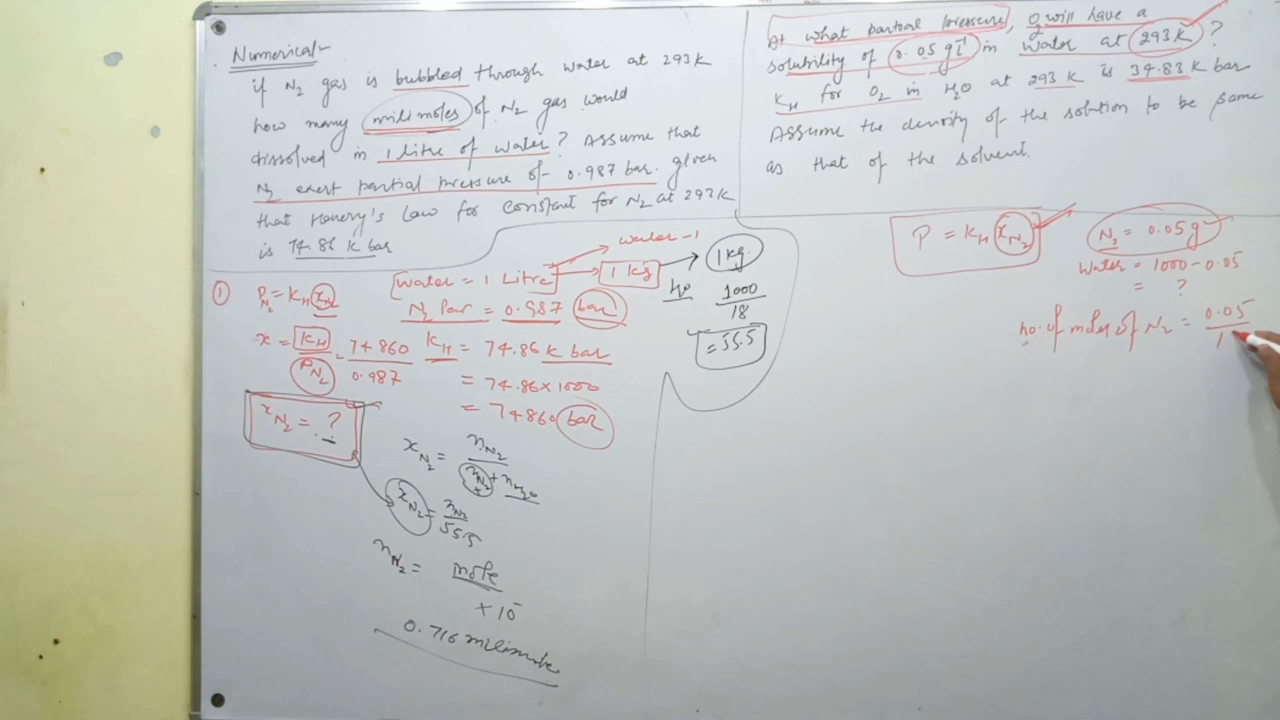 Numerical-
if N2 gas is bubbled through water at 293K
how many milimoles of N2 gas would
dissolved in 1 litre of water? Assume that
N2 exert partial pressure of 0.987 bar. given
that Henery's Law for constant for N2 at 293K
is 74.86 K bar
At what partial pressure, O2 will have a
solubility of 0.05 gL-1 in water at 293K ?
KH for O2 in H2O at 293 K is 34.83 K bar
Assume the density of the solution to be same
as that of the solvent.
1 PN2 = KH xN2
x = KH/PN2 = 74860/0.987
xN2 = ?
water = 1 Litre
water -1
1 kg
1 kg.
N2 Par = 0.987 bar
KH = 74.86 K bar
= 74.86 x 1000
= 74860 bar
1000
18
= 55.5
xN2 = nN2/nN2 + nH2O
xN2 = nN2/55.5
nN2 = mole
x 10-
0.716 milimole
P = KH xN2
N2 = 0.05g
Water = 1000 - 0.05
= ?
no. of moles of N2 = 0.05
1